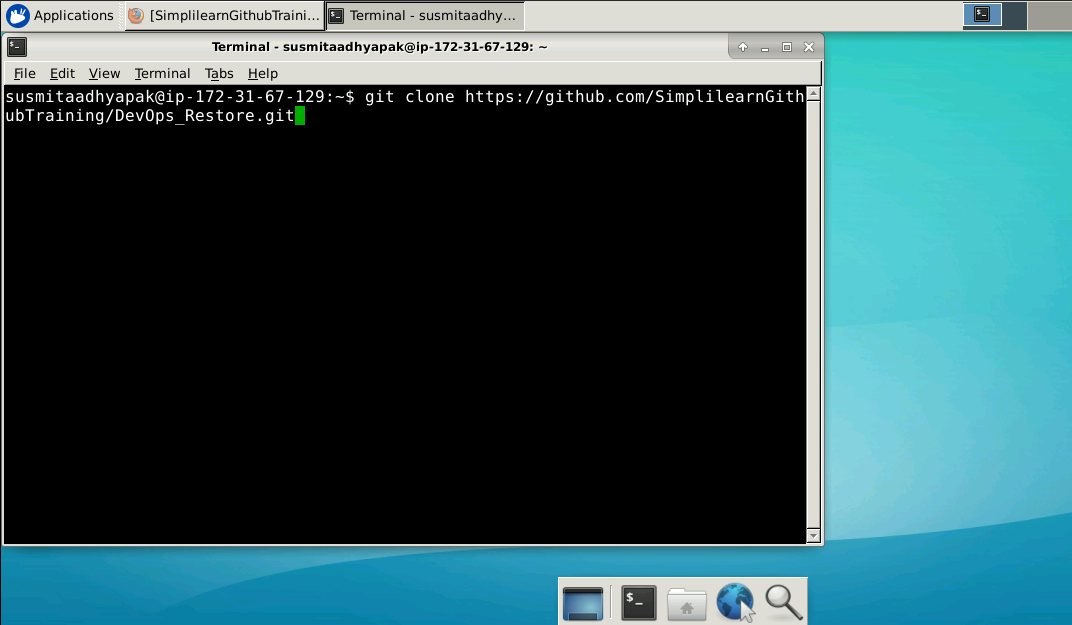 Applications [SimplilearnGithubTraini... Terminal - susmitaadhy...
Terminal - susmitaadhyapak@ip-172-31-67-129: ~
File Edit View Terminal Tabs Help
susmitaadhyapak@ip-172-31-67-129:~$ git clone https://github.com/SimplilearnGith
ubTraining/DevOps_Restore.git